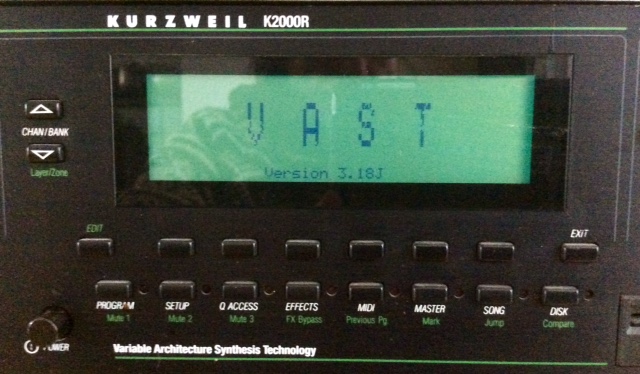 KURZWEIL K2000R
V A S T
Version 3.18J
CHAN/BANK
Layer/Zone
EDIT
EXIT
PROGRAM SETUP Q ACCESS EFFECTS MIDI MASTER SONG DISK
Mute 1 Mute 2 Mute 3 FX Bypass Previous Pg Mark Jump Compare
POWER
Variable Architecture Synthesis Technology